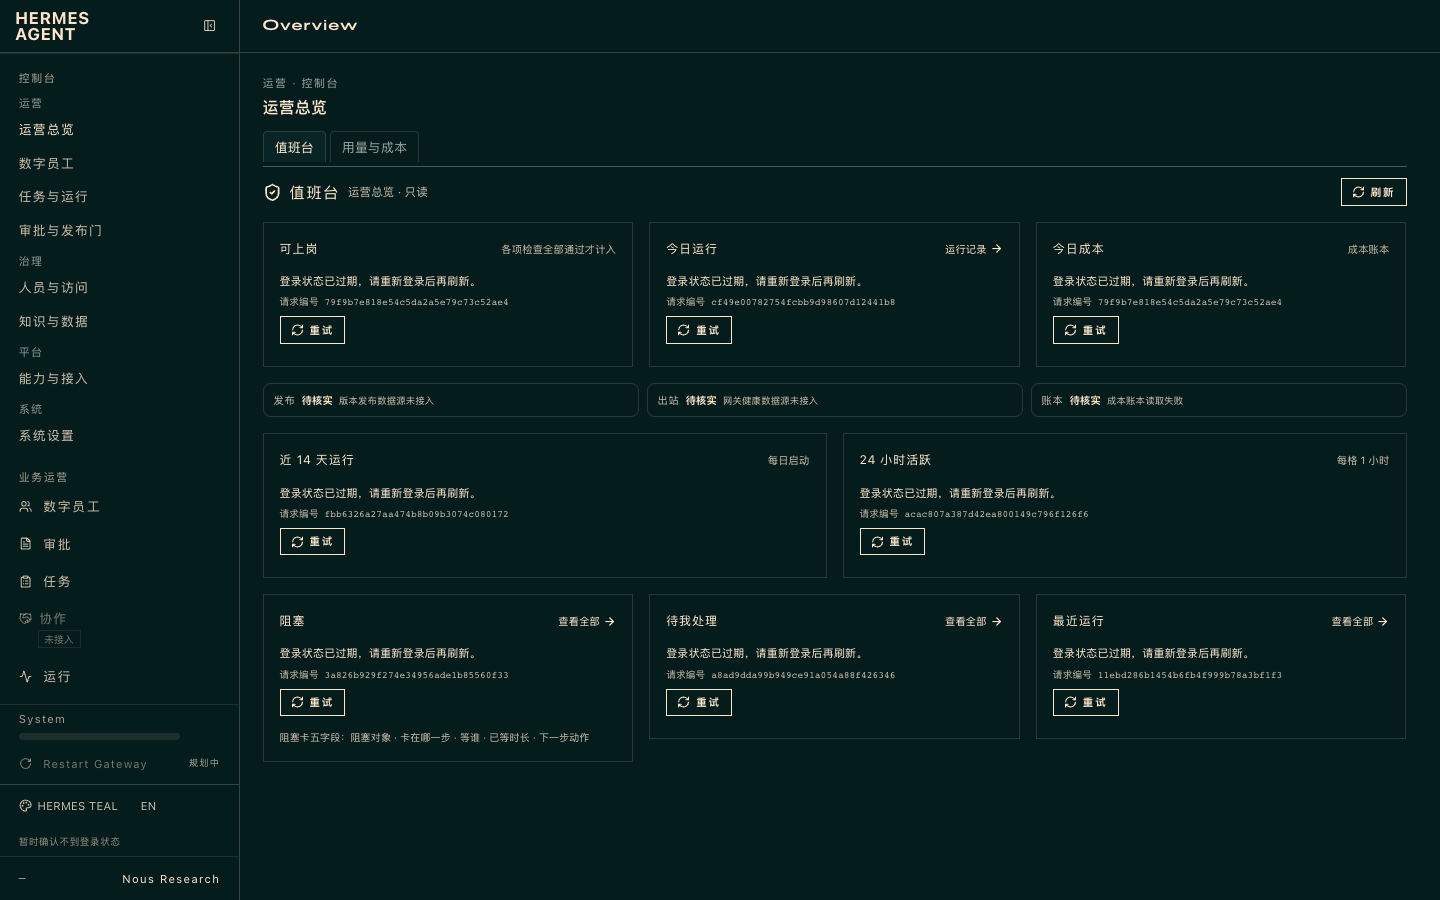 HERMES
AGENT
Overview
控制台
运营
运营总览
数字员工
任务与运行
审批与发布门
治理
人员与访问
知识与数据
平台
能力与接入
系统
系统设置
业务运营
数字员工
审批
任务
协作
未接入
运行
System
Restart Gateway 规划中
HERMES TEAL EN
暂时确认不到登录状态
— Nous Research
运营 · 控制台
运营总览
值班台 用量与成本
值班台 运营总览 · 只读 刷新
可上岗 各项检查全部通过才计入
登录状态已过期，请重新登录后再刷新。
请求编号 79f9b7e818e54c5da2a5e79c73c52ae4
重试
今日运行 运行记录 →
登录状态已过期，请重新登录后再刷新。
请求编号 cf49e00782754fcbb9d98607d12441b8
重试
今日成本 成本账本
登录状态已过期，请重新登录后再刷新。
请求编号 79f9b7e818e54c5da2a5e79c73c52ae4
重试
发布 待核实 版本发布数据源未接入
出站 待核实 网关健康数据源未接入
账本 待核实 成本账本读取失败
近 14 天运行 每日启动
登录状态已过期，请重新登录后再刷新。
请求编号 fbb6326a27aa474b8b09b3074c080172
重试
24 小时活跃 每格 1 小时
登录状态已过期，请重新登录后再刷新。
请求编号 acac807a387d42ea800149c796f126f6
重试
阻塞 查看全部 →
登录状态已过期，请重新登录后再刷新。
请求编号 3a826b929f274e34956ade1b85560f33
重试
阻塞卡五字段：阻塞对象 · 卡在哪一步 · 等谁 · 已等时长 · 下一步动作
待我处理 查看全部 →
登录状态已过期，请重新登录后再刷新。
请求编号 a8ad9dda99b949ce91a054a88f426346
重试
最近运行 查看全部 →
登录状态已过期，请重新登录后再刷新。
请求编号 11ebd286b1454b6fb4f999b78a3bf1f3
重试